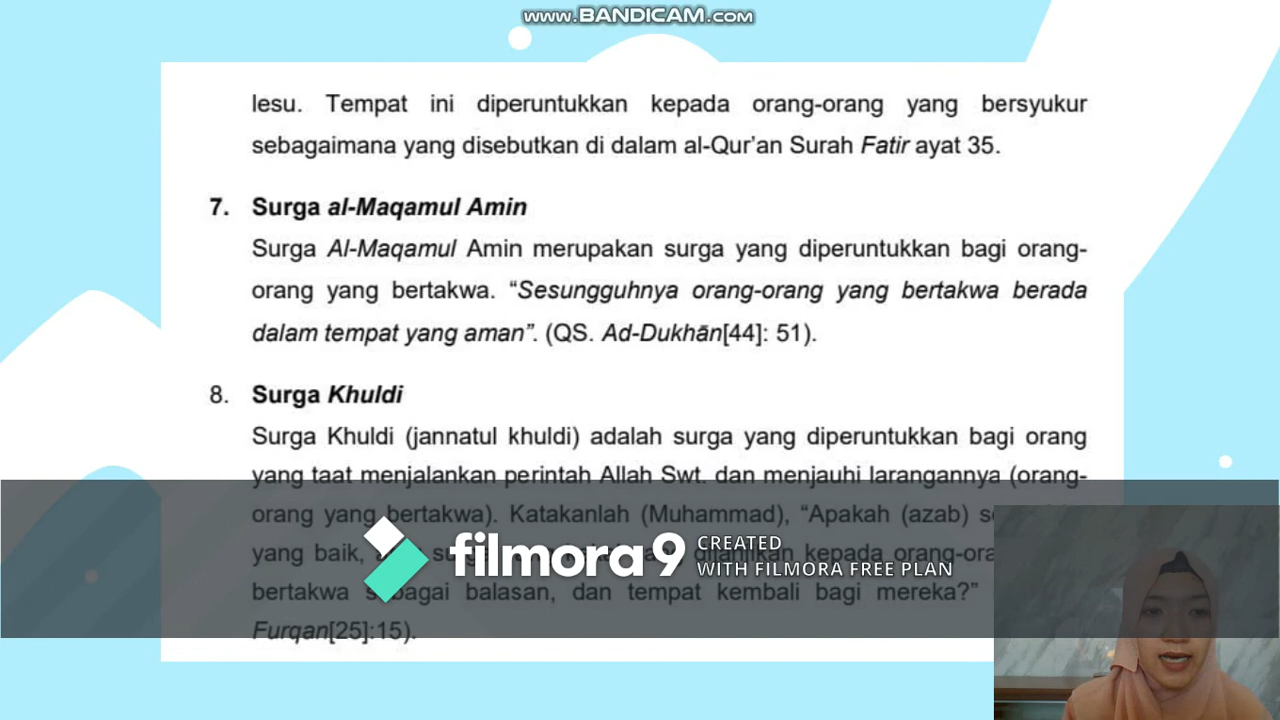 www.BANDICAM.com
lesu. Tempat ini diperuntukkan kepada orang-orang yang bersyukur
sebagaimana yang disebutkan di dalam al-Qur'an Surah Fatir ayat 35.
7. Surga al-Maqamul Amin
Surga Al-Maqamul Amin merupakan surga yang diperuntukkan bagi orang-
orang yang bertakwa. “Sesungguhnya orang-orang yang bertakwa berada
dalam tempat yang aman”. (QS. Ad-Dukhān[44]: 51).
8. Surga Khuldi
Surga Khuldi (jannatul khuldi) adalah surga yang diperuntukkan bagi orang
yang taat menjalankan perintah Allah Swt. dan menjauhi larangannya (orang-
orang yang bertakwa). Katakanlah (Muhammad), “Apakah (azab)
yang baik, kepada
bertakwa sebagai balasan, dan tempat kembali bagi mereka?”
Furqan[25]:15).
filmora9 CREATED
WITH FILMORA FREE PLAN